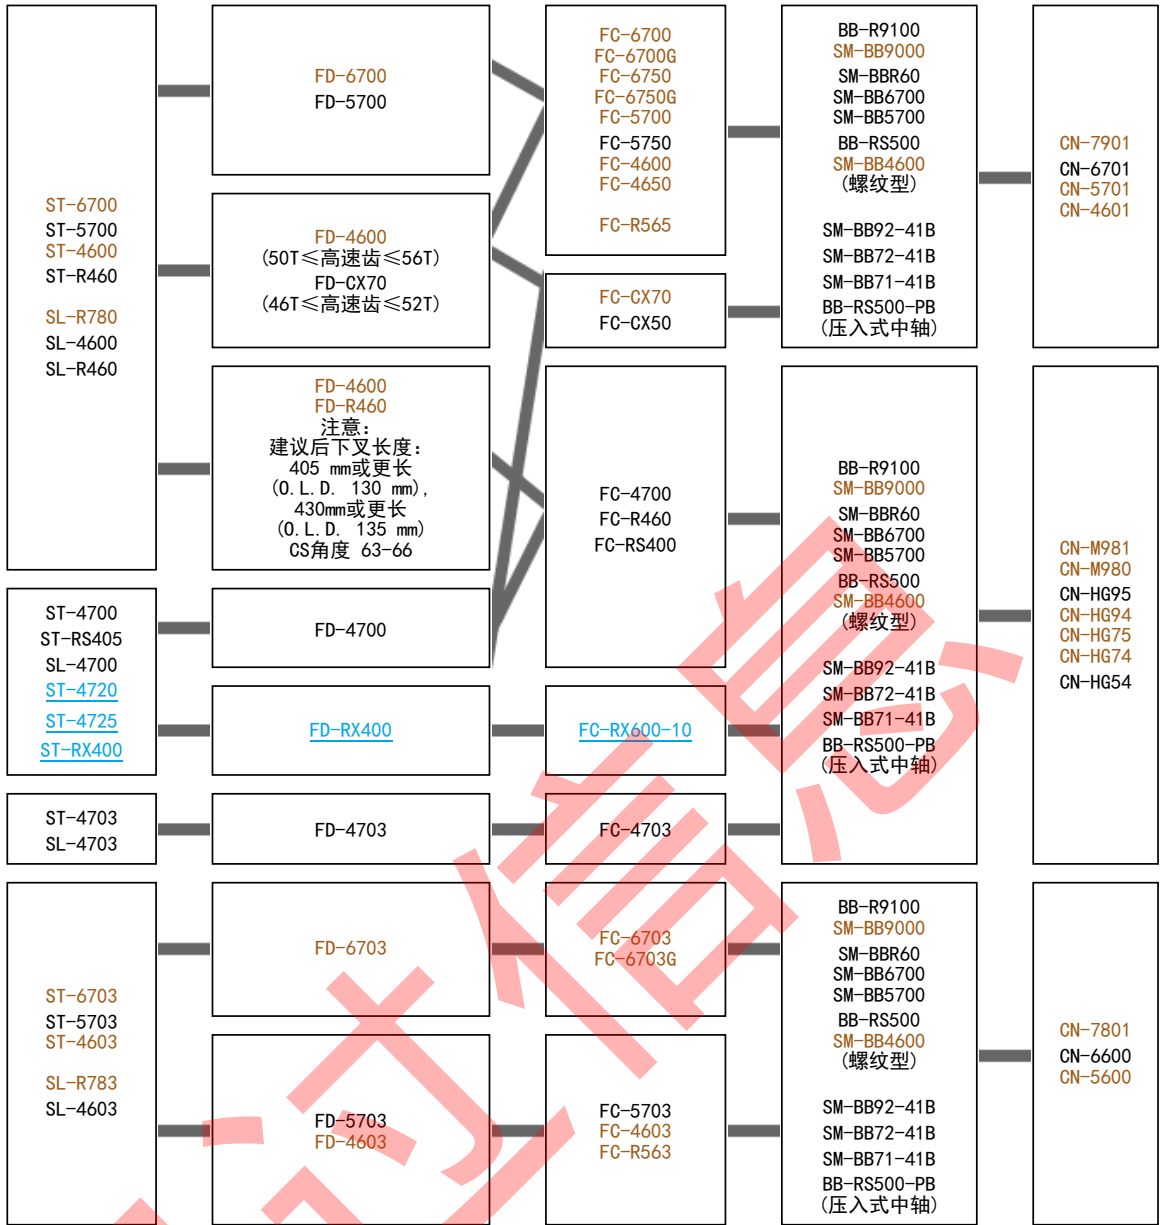 ST-6700
ST-5700
ST-4600
ST-R460
SL-R780
SL-4600
SL-R460
FD-6700
FD-5700
FD-4600
(50T≤高速齿≤56T)
FD-CX70
(46T≤高速齿≤52T)
FD-4600
FD-R460
注意:
建议后下叉长度:
405 mm或更长
(O.L.D. 130 mm),
430mm或更长
(O.L.D. 135 mm)
CS角度 63-66
FC-6700
FC-6700G
FC-6750
FC-6750G
FC-5700
FC-5750
FC-4600
FC-4650
FC-R565
FC-CX70
FC-CX50
BB-R9100
SM-BB9000
SM-BBR60
SM-BB6700
SM-BB5700
BB-RS500
SM-BB4600
(螺纹型)
SM-BB92-41B
SM-BB72-41B
SM-BB71-41B
BB-RS500-PB
(压入式中轴)
CN-7901
CN-6701
CN-5701
CN-4601
ST-4700
ST-RS405
SL-4700
ST-4720
ST-4725
ST-RX400
FD-4700
FD-RX400
FC-4700
FC-R460
FC-RS400
FC-RX600-10
ST-4703
SL-4703
FD-4703
FC-4703
BB-R9100
SM-BB9000
SM-BBR60
SM-BB6700
SM-BB5700
BB-RS500
SM-BB4600
(螺纹型)
SM-BB92-41B
SM-BB72-41B
SM-BB71-41B
BB-RS500-PB
(压入式中轴)
CN-M981
CN-M980
CN-HG95
CN-HG94
CN-HG75
CN-HG74
CN-HG54
ST-6703
ST-5703
ST-4603
SL-R783
SL-4603
FD-6703
FD-5703
FD-4603
FC-6703
FC-6703G
FC-5703
FC-4603
FC-R563
BB-R9100
SM-BB9000
SM-BBR60
SM-BB6700
SM-BB5700
BB-RS500
SM-BB4600
(螺纹型)
SM-BB92-41B
SM-BB72-41B
SM-BB71-41B
BB-RS500-PB
(压入式中轴)
CN-7801
CN-6600
CN-5600
过信息